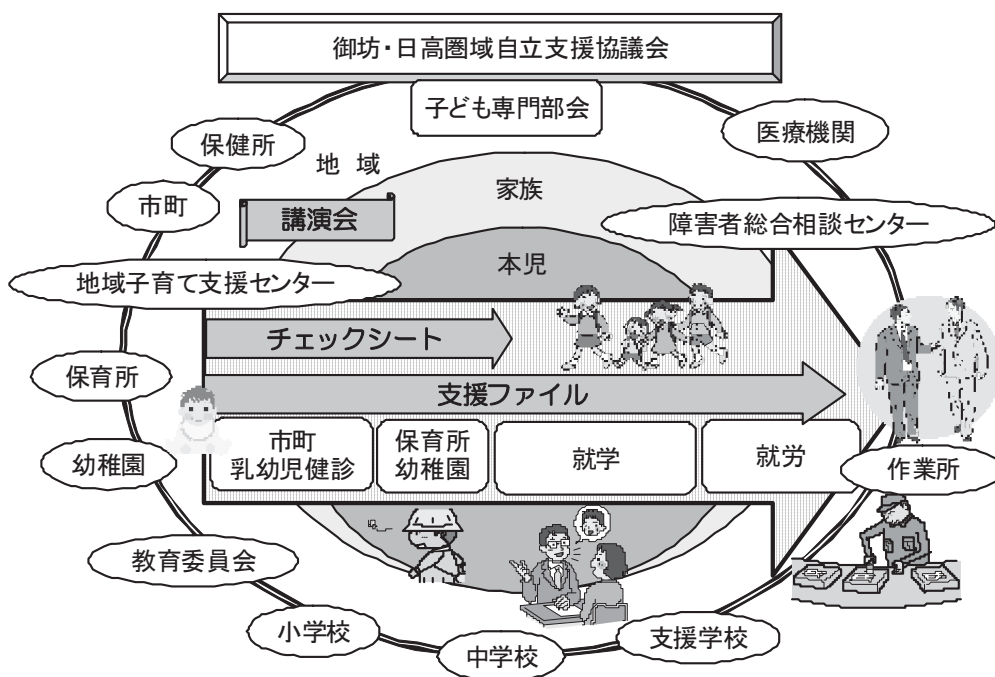 御坊・日高圏域自立支援協議会
子ども専門部会
保健所
医療機関
地 域
家族
市町
講演会
障害者総合相談センター
本児
地域子育て支援センター
チェックシート
保育所
支援ファイル
市町
乳幼児健診
保育所
幼稚園
就学
就労
幼稚園
作業所
教育委員会
小学校
中学校
支援学校